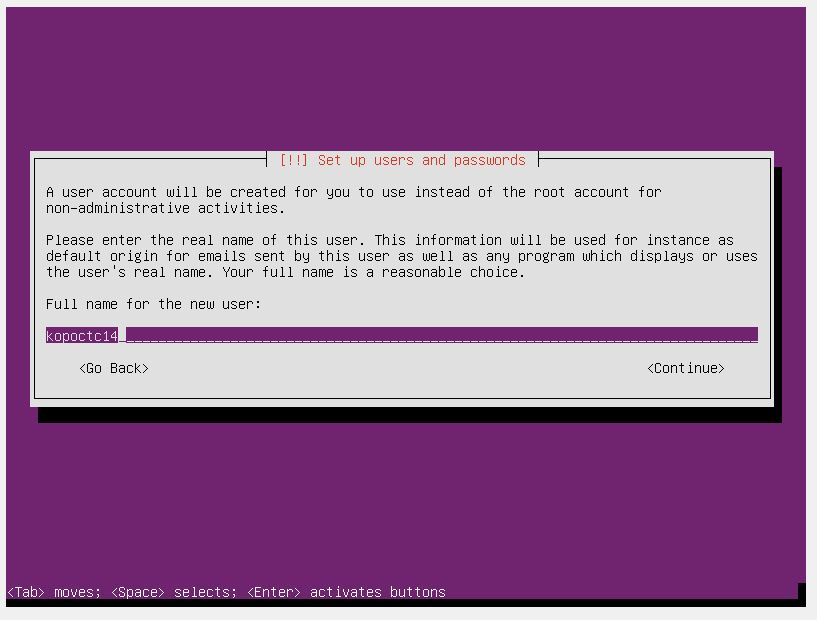 [!!] Set up users and passwords
A user account will be created for you to use instead of the root account for
non-administrative activities.
Please enter the real name of this user. This information will be used for instance as
default origin for emails sent by this user as well as any program which displays or uses
the user's real name. Your full name is a reasonable choice.
Full name for the new user:
kopoctc14
<Go Back> <Continue>
<Tab> moves; <Space> selects; <Enter> activates buttons